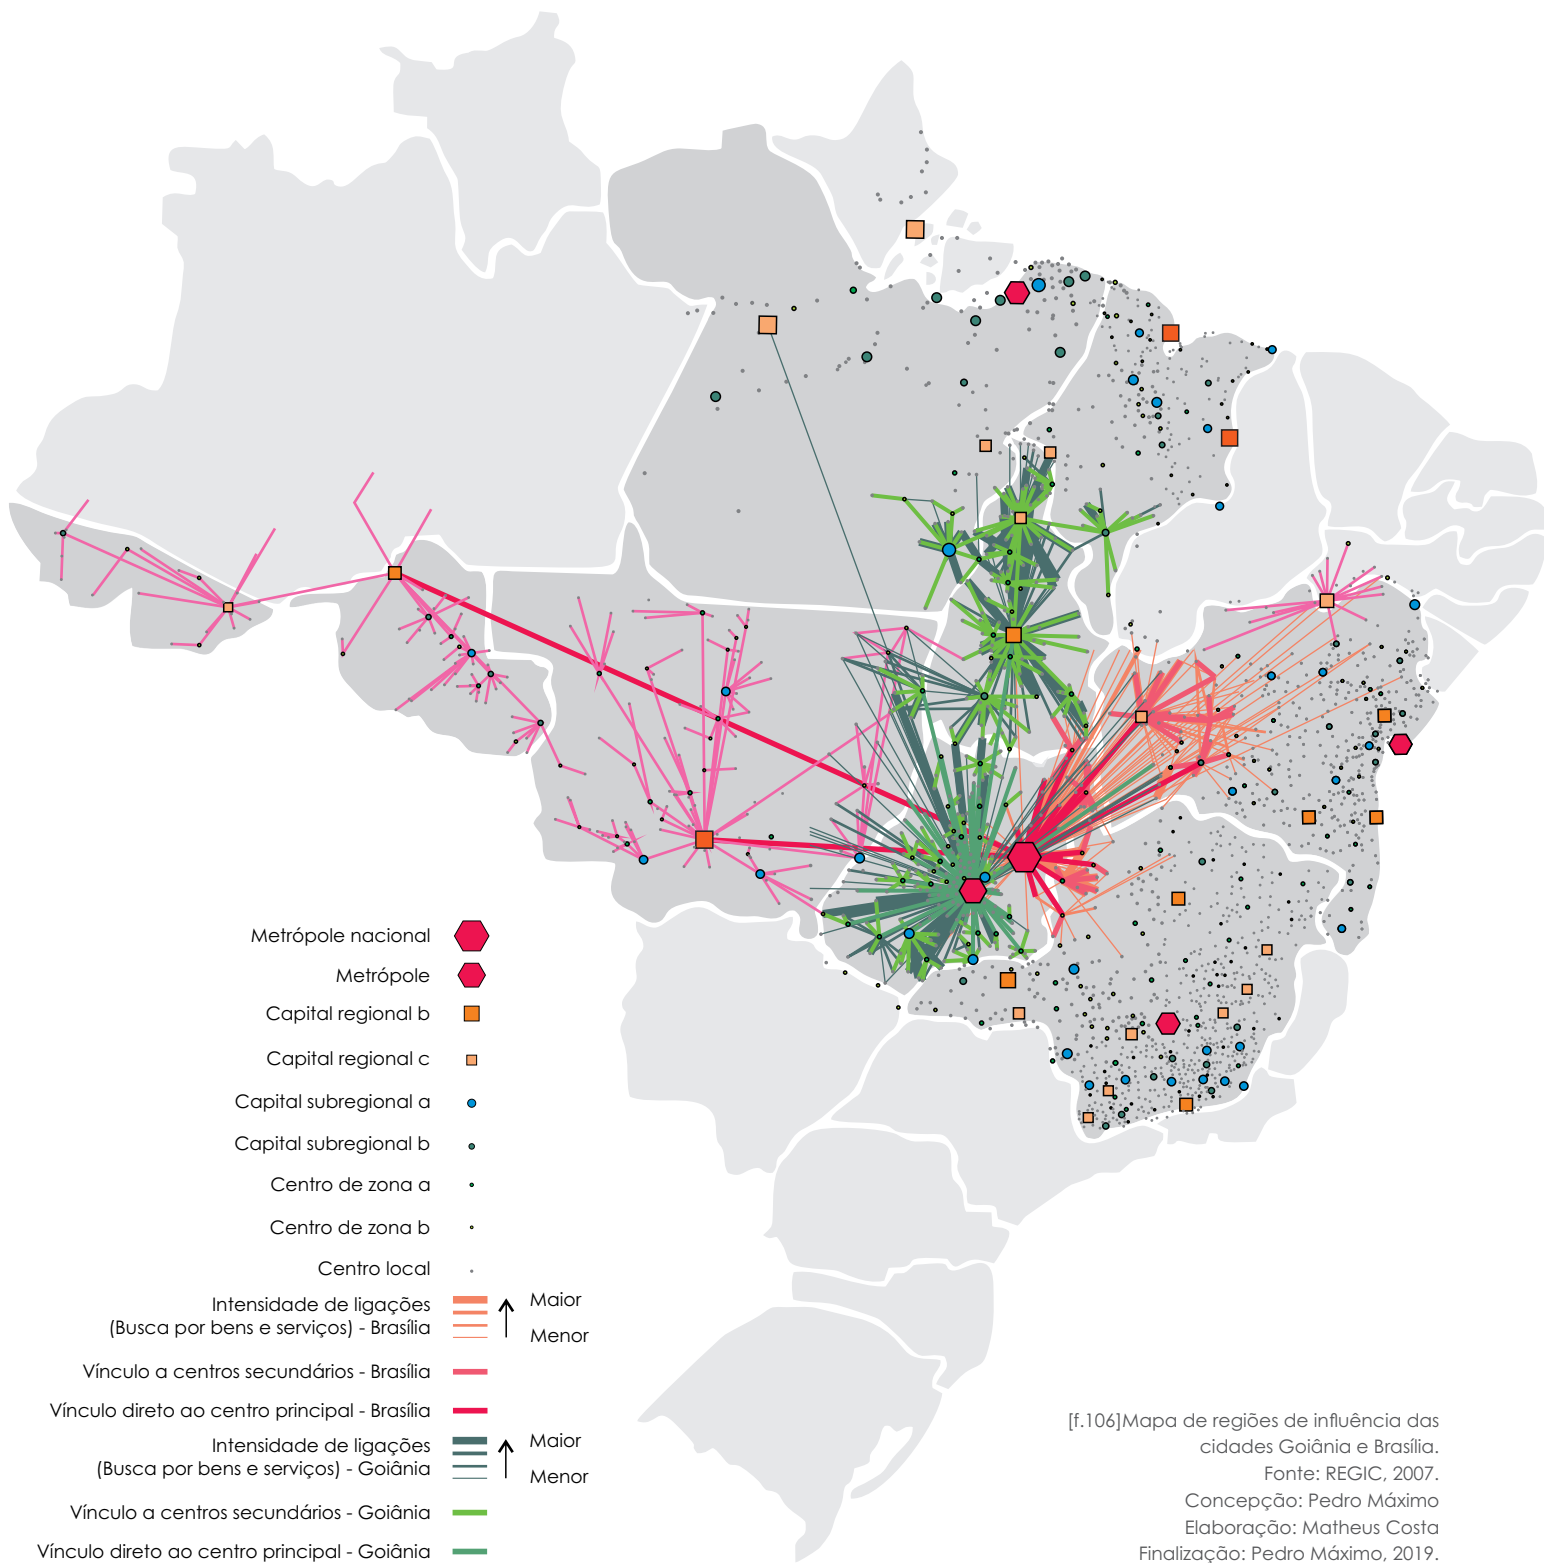 Metrópole nacional
Metrópole
Capital regional b
Capital regional c
Capital subregional a
Capital subregional b
Centro de zona a
Centro de zona b
Centro local
Intensidade de ligações
(Busca por bens e serviços) - Brasília
Maior
Menor
Vínculo a centros secundários - Brasília
Vínculo direto ao centro principal - Brasília
Intensidade de ligações
(Busca por bens e serviços) - Goiânia
Maior
Menor
Vínculo a centros secundários - Goiânia
Vínculo direto ao centro principal - Goiânia
[f.106]Mapa de regiões de influência das
cidades Goiânia e Brasília.
Fonte: REGIC, 2007.
Concepção: Pedro Máximo
Elaboração: Matheus Costa
Finalização: Pedro Máximo, 2019.